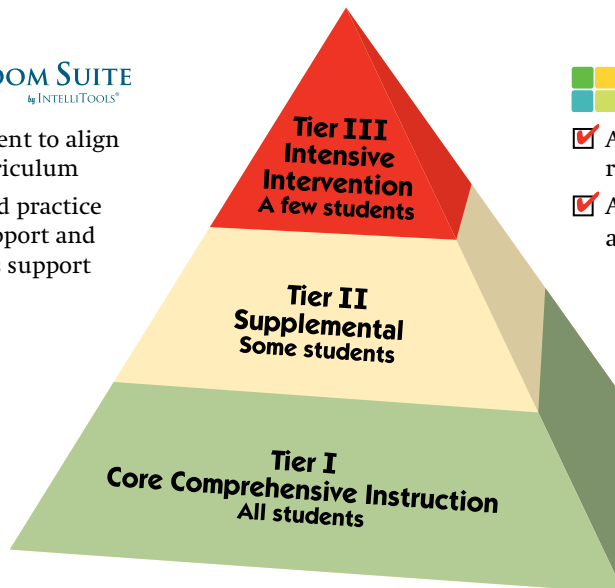 OOM SUITE
by INTELLITOOLS®
ent to align
riculum
d practice
pport and
s support
Tier III
Intensive
Intervention
A few students
Tier II
Supplemental
Some students
Tier I
Core Comprehensive Instruction
All students
A
r
A
a